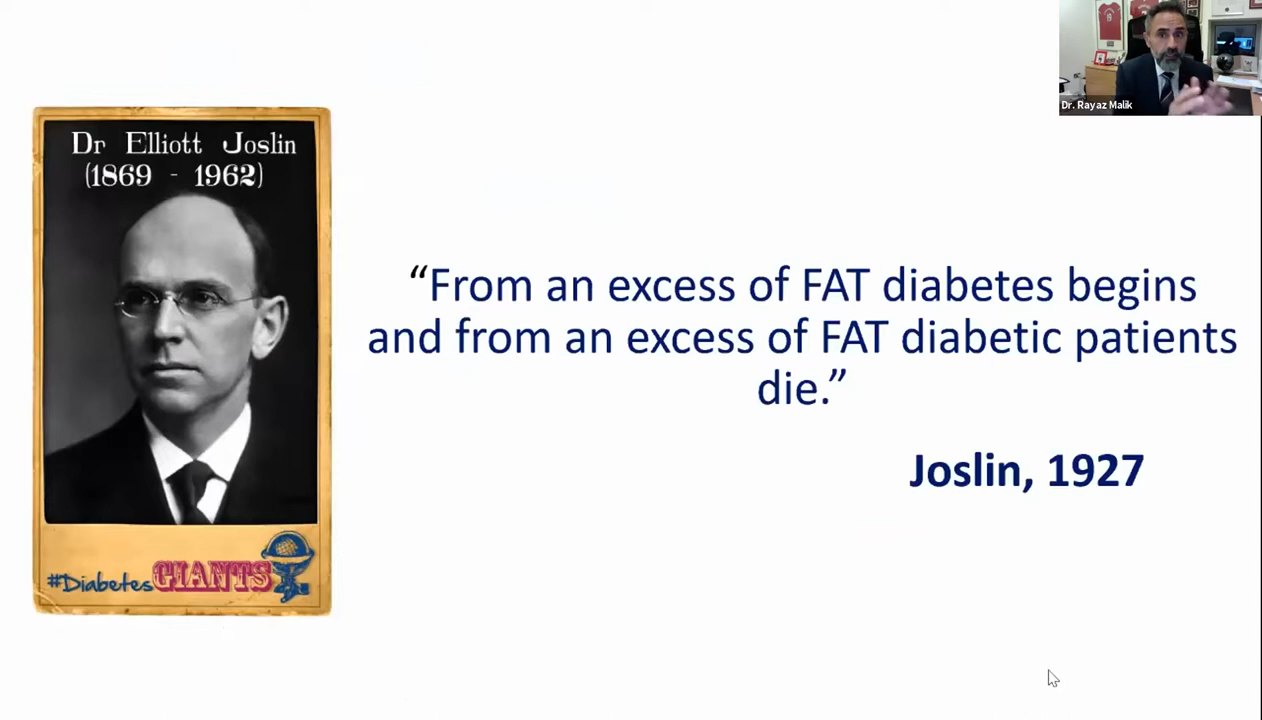 Dr. Rayaz Malik
Dr Elliott Joslin
(1869 - 1962)
“From an excess of FAT diabetes begins
and from an excess of FAT diabetic patients
die.”
Joslin, 1927
#DiabetesGIANTS